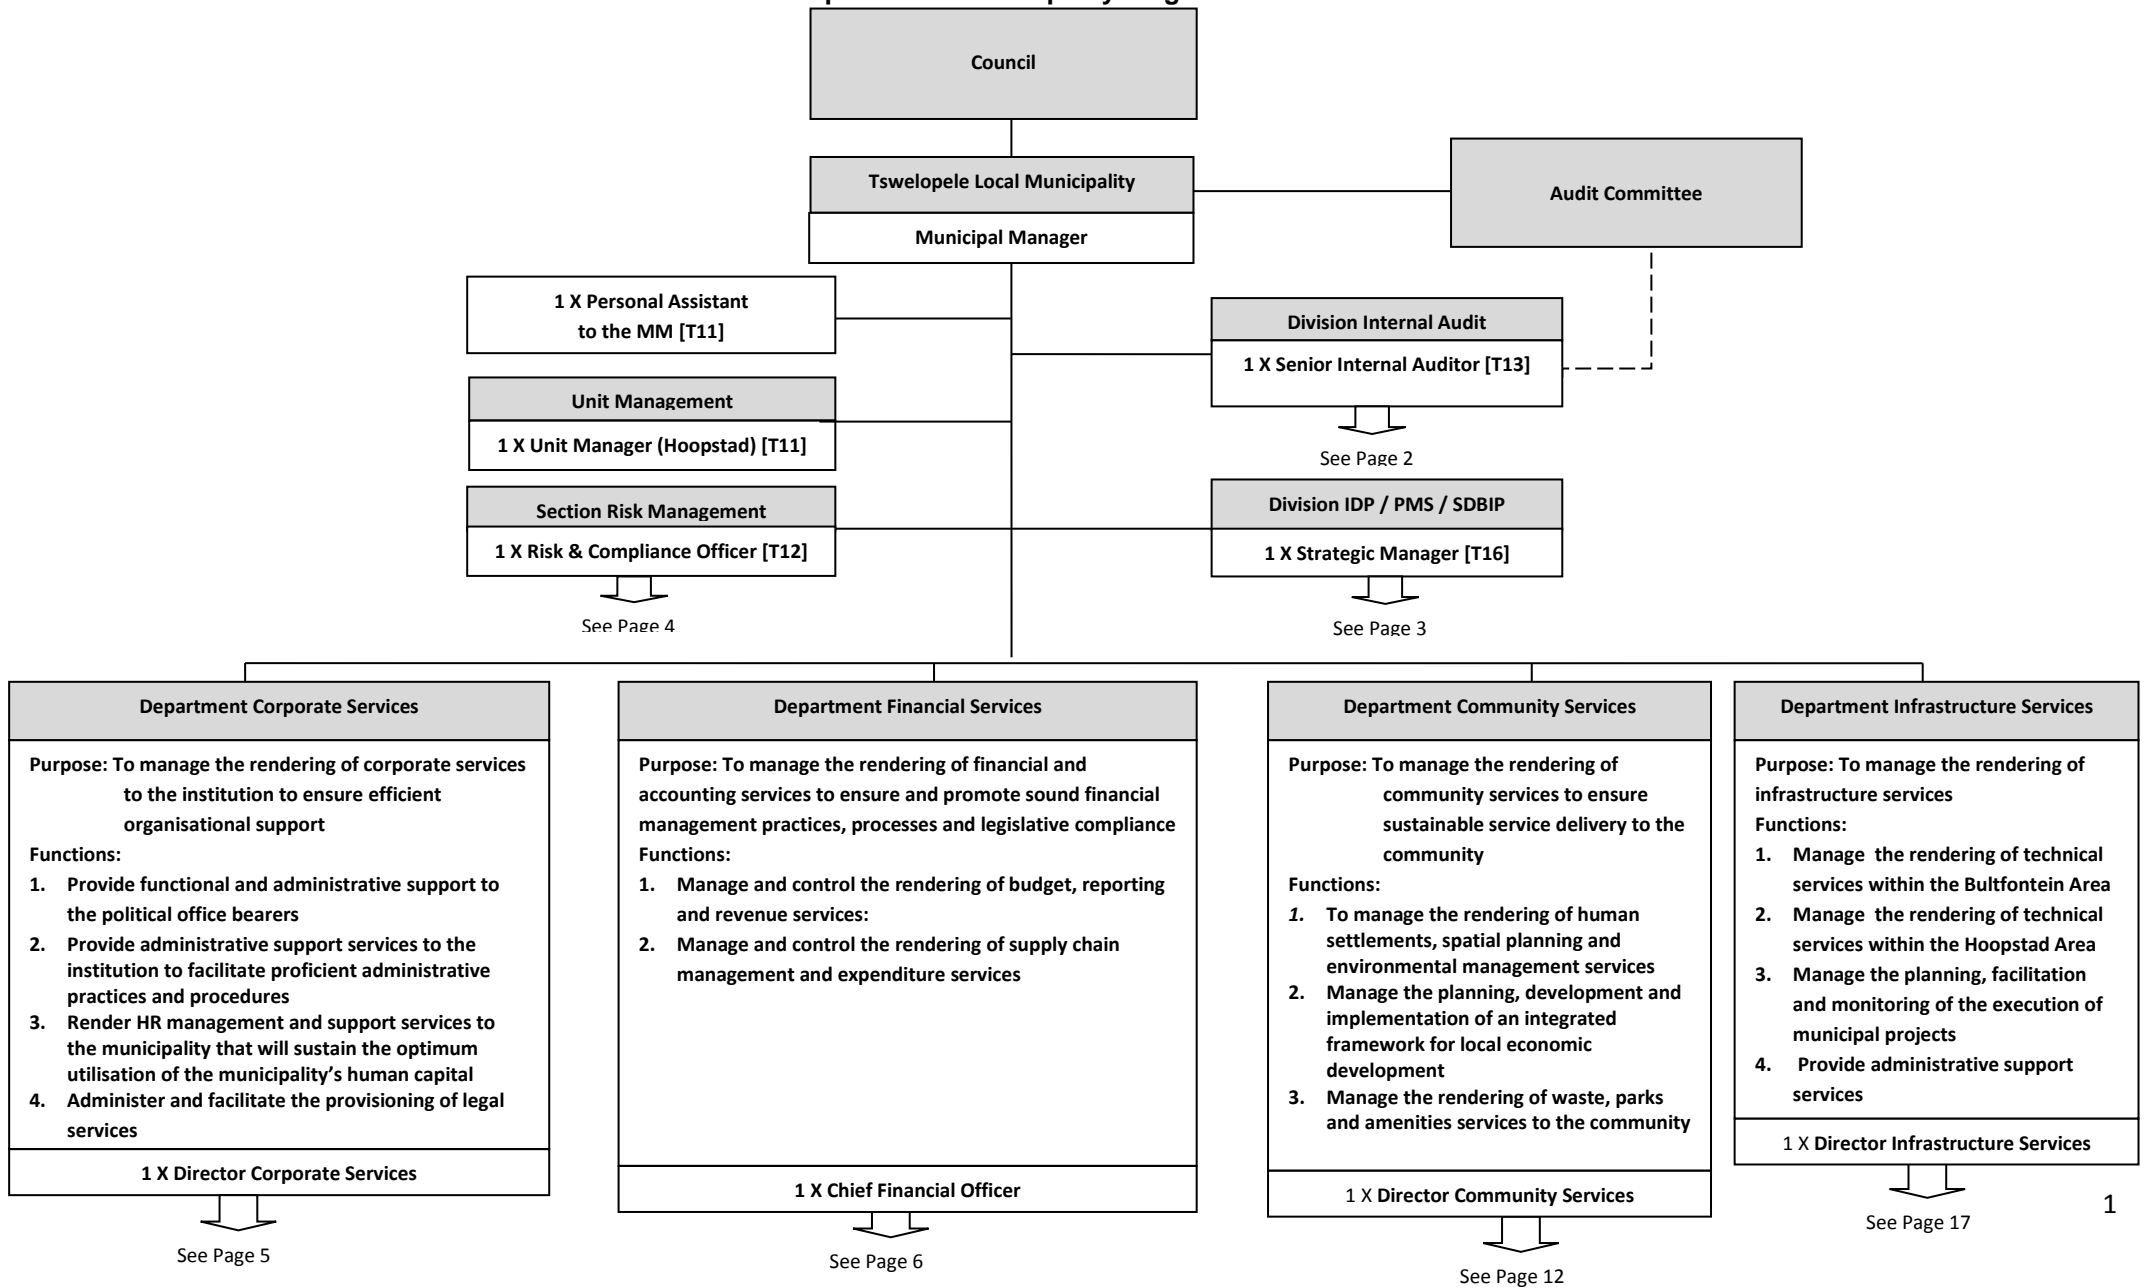 Council
Tswelopele Local Municipality
Municipal Manager
Audit Committee
1 X Personal Assistant
to the MM [T11]
Division Internal Audit
1 X Senior Internal Auditor [T13]
See Page 2
Unit Management
1 X Unit Manager (Hoopstad) [T11]
Section Risk Management
1 X Risk & Compliance Officer [T12]
See Page 4
Division IDP / PMS / SDBIP
1 X Strategic Manager [T16]
See Page 3
Department Corporate Services
Purpose: To manage the rendering of corporate services
to the institution to ensure efficient
organisational support
Functions:
1. Provide functional and administrative support to
the political office bearers
2. Provide administrative support services to the
institution to facilitate proficient administrative
practices and procedures
3. Render HR management and support services to
the municipality that will sustain the optimum
utilisation of the municipality’s human capital
4. Administer and facilitate the provisioning of legal
services
1 X Director Corporate Services
See Page 5
Department Financial Services
Purpose: To manage the rendering of financial and
accounting services to ensure and promote sound financial
management practices, processes and legislative compliance
Functions:
1. Manage and control the rendering of budget, reporting
and revenue services:
2. Manage and control the rendering of supply chain
management and expenditure services
1 X Chief Financial Officer
See Page 6
Department Community Services
Purpose: To manage the rendering of
community services to ensure
sustainable service delivery to the
community
Functions:
1. To manage the rendering of human
settlements, spatial planning and
environmental management services
2. Manage the planning, development and
implementation of an integrated
framework for local economic
development
3. Manage the rendering of waste, parks
and amenities services to the community
1 X Director Community Services
See Page 12
Department Infrastructure Services
Purpose: To manage the rendering of
infrastructure services
Functions:
1. Manage the rendering of technical
services within the Bultfontein Area
2. Manage the rendering of technical
services within the Hoopstad Area
3. Manage the planning, facilitation
and monitoring of the execution of
municipal projects
4. Provide administrative support
services
1 X Director Infrastructure Services
See Page 17
1